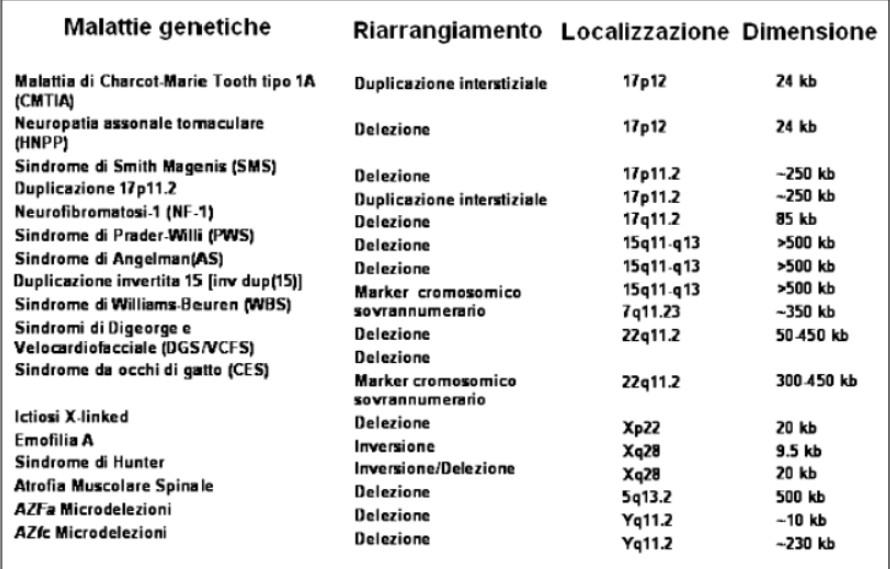 Malattie genetiche Riarrangiamento Localizzazione Dimensione
Malattia di Charcot-Marie Tooth tipo 1A Duplicazione interstiziale 17p12 24 kb
(CMTIA)
Neuropatia assonale tomaculare
(HNPP) Delezione 17p12 24 kb
Sindrome di Smith Magenis (SMS) Delezione 17p11.2 ~250 kb
Duplicazione 17p11.2 Duplicazione interstiziale 17p11.2 ~250 kb
Neurofibromatosi-1 (NF-1) Delezione 17q11.2 85 kb
Sindrome di Prader-Willi (PWS) Delezione 15q11-q13 >500 kb
Sindrome di Angelman(AS) Delezione 15q11-q13 >500 kb
Duplicazione invertita 15 [inv dup(15)] Marker cromosomico 15q11-q13 >500 kb
Sindrome di Williams-Beuren (WBS) sovrannumerario 7q11.23 ~350 kb
Sindromi di Digeorge e Delezione 22q11.2 50-450 kb
Velocardiofacciale (DGS/VCFS) Delezione
Sindrome da occhi di gatto (CES) Marker cromosomico 22q11.2 300-450 kb
sovrannumerario
Ictiosi X-linked Delezione Xp22 20 kb
Emofilia A Inversione Xq28 9.5 kb
Sindrome di Hunter Inversione/Delezione Xq28 20 kb
Atrofia Muscolare Spinale Delezione 5q13.2 500 kb
AZFa Microdelezioni Delezione Yq11.2 ~10 kb
AZfc Microdelezioni Delezione Yq11.2 ~230 kb